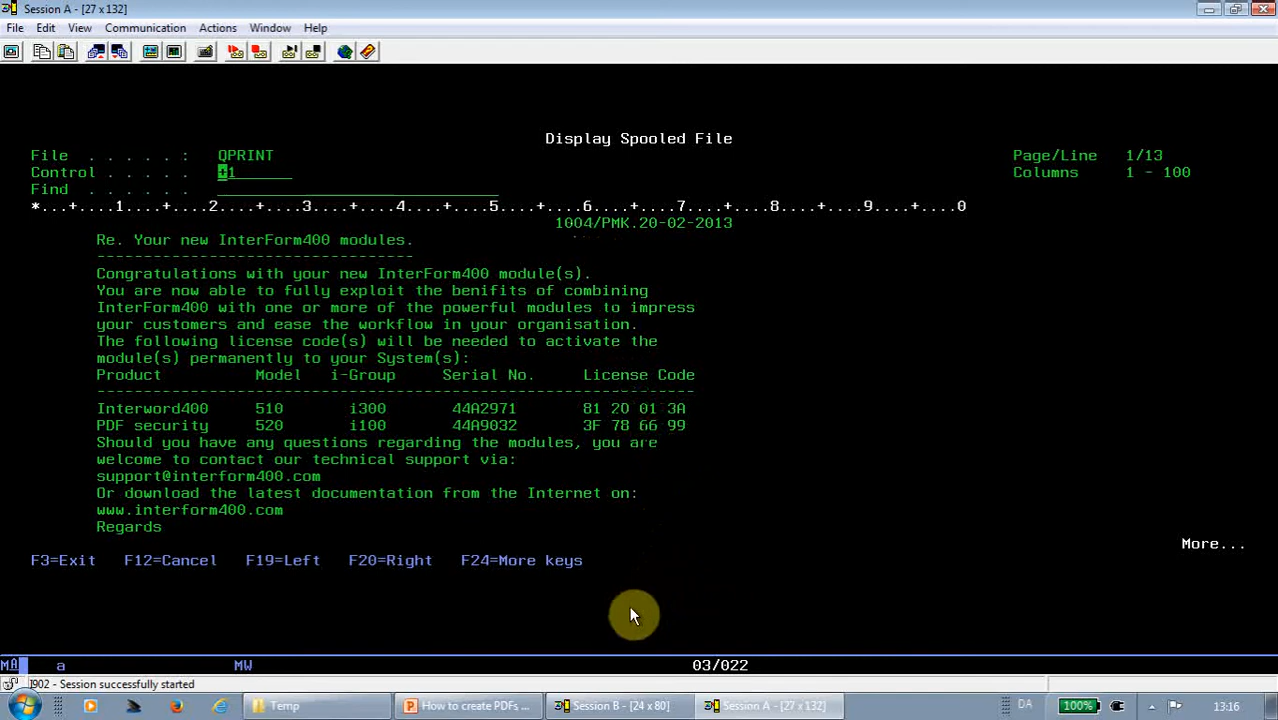 Session A - [27 x 132]
File Edit View Communication Actions Window Help
Display Spooled File
File . . . . . : QPRINT Page/Line 1/13
Control . . . . . +1 Columns 1 - 100
Find . . . . . .
*...+....1....+....2....+....3....+....4....+....5....+....6....+....7....+....8....+....9....+....0
1004/PMK.20-02-2013
Re. Your new InterForm400 modules.
----------------------------------
Congratulations with your new InterForm400 module(s).
You are now able to fully exploit the benifits of combining
InterForm400 with one or more of the powerful modules to impress
your customers and ease the workflow in your organisation.
The following license code(s) will be needed to activate the
module(s) permanently to your System(s):
Product Model i-Group Serial No. License Code
----------------------------------------------------------------
Interword400 510 i300 44A2971 81 2D 01 3A
PDF security 520 i100 44A9032 3F 78 66 99
Should you have any questions regarding the modules, you are
welcome to contact our technical support via:
support@interform400.com
Or download the latest documentation from the Internet on:
www.interform400.com
Regards
More...
F3=Exit F12=Cancel F19=Left F20=Right F24=More keys
MA a MW 03/022
I902 - Session successfully started
Temp How to create PDFs ... Session B - [24 x 80] Session A - [27 x 132] DA 100% 13:16